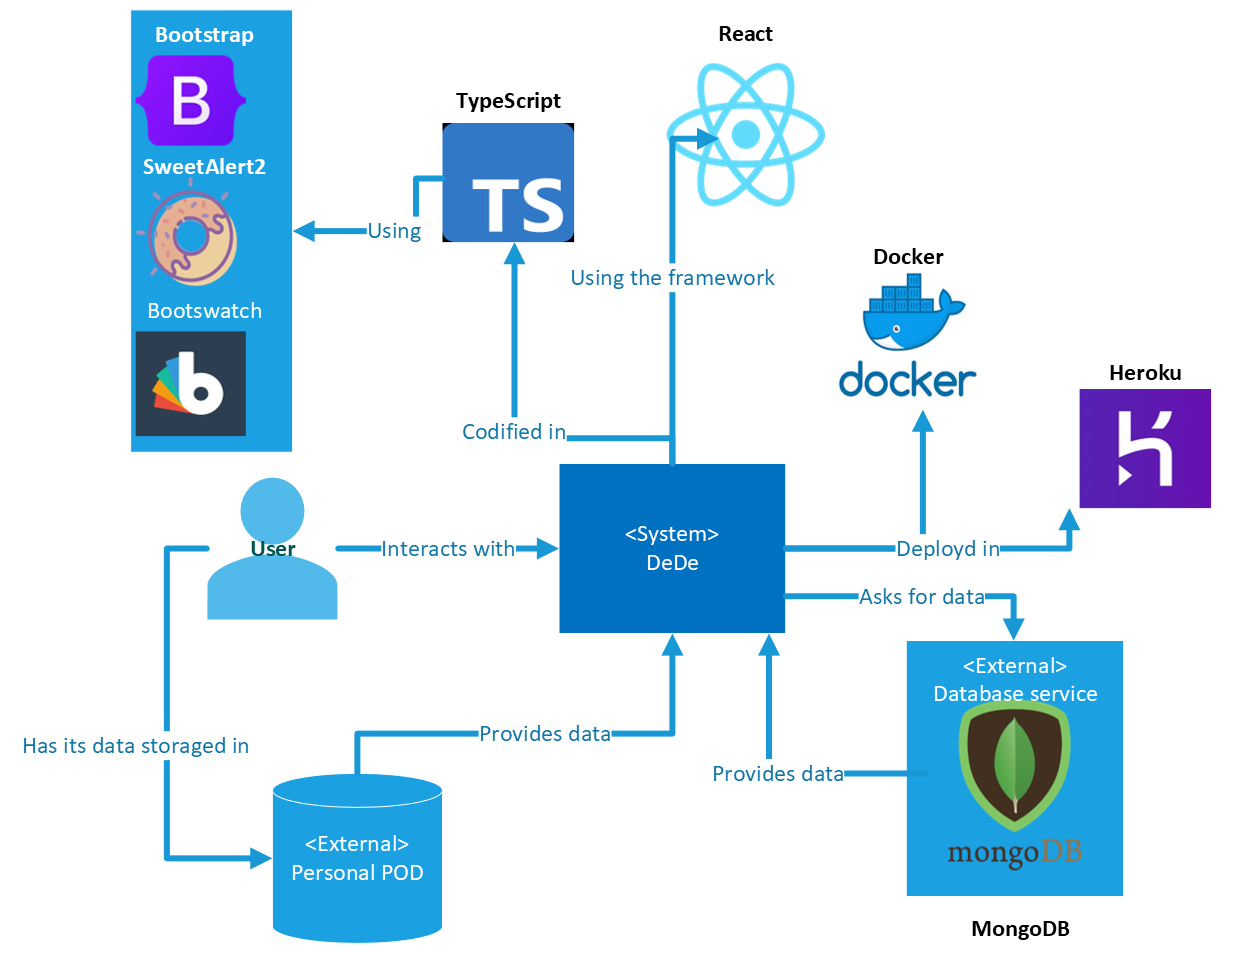 Bootstrap
B
SweetAlert2
Bootswatch
b
TypeScript
TS
Using
React
Using the framework
Docker
docker
Heroku
Codified in
<System>
DeDe
User
Interacts with
Deployd in
Asks for data
Has its data storaged in
Provides data
Provides data
<External>
Personal POD
<External>
Database service
mongoDB
MongoDB